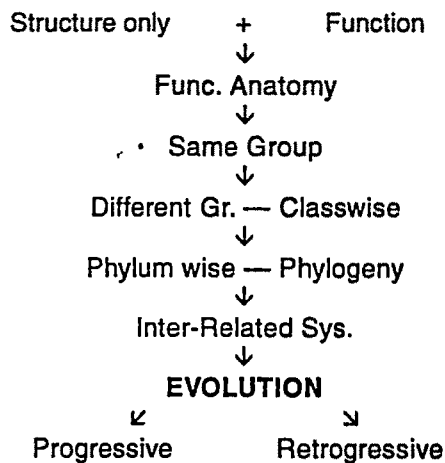 Structure only + Function
↓
Func. Anatomy
↓
Same Group
↓
Different Gr. — Classwise
↓
Phylum wise — Phylogeny
↓
Inter-Related Sys.
↓
EVOLUTION
↙ ↘
Progressive Retrogressive